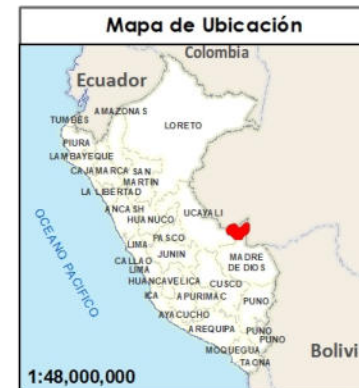 Mapa de Ubicación
Colombia
Ecuador
AMAZONAS
TUMBES
LORETO
PIURA
LAMBAYEQUE
CAJAMARCA SAN
MARTIN
LA LIBERTAD
ANCASH
HUANUCO
UCAYALI
PASCO
LIMA
JUNIN
MADRE
DE DIOS
CALLAO
LIMA
HUANCAVELICA
CUSCO
ICA
APURIMAC
PUNO
AYACUCHO
AREQUIPA
PUNO
PUNO
MOQUEGUA
TACNA
OCEANO PACIFICO
Bolivi
1:48,000,000